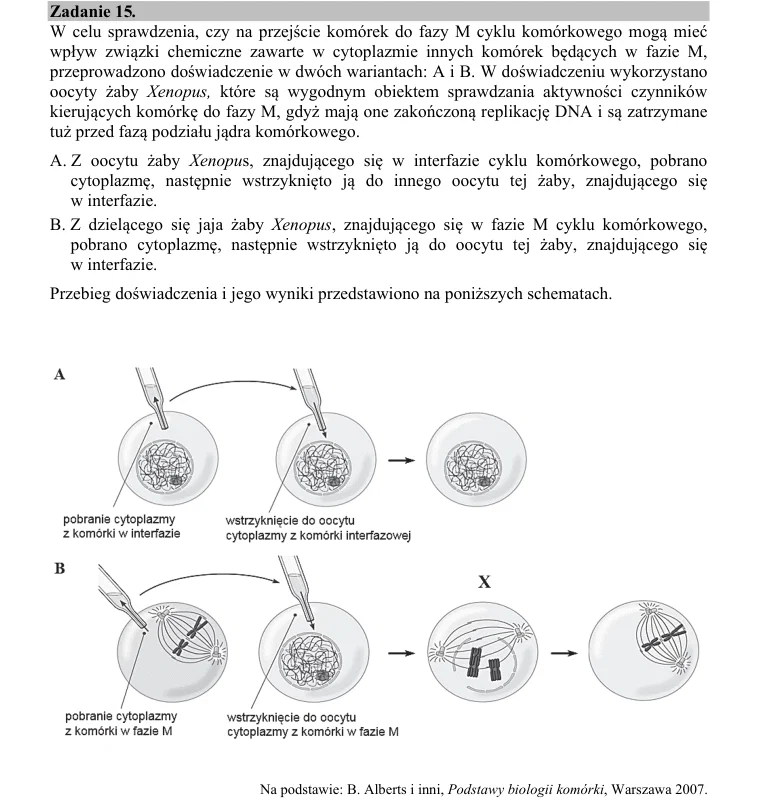 Zadanie 15.
W celu sprawdzenia, czy na przejście komórek do fazy M cyklu komórkowego mogą mieć
wpływ związki chemiczne zawarte w cytoplazmie innych komórek będących w fazie M,
przeprowadzono doświadczenie w dwóch wariantach: A i B. W doświadczeniu wykorzystano
oocyty żaby Xenopus, które są wygodnym obiektem sprawdzania aktywności czynników
kierujących komórkę do fazy M, gdyż mają one zakończoną replikację DNA i są zatrzymane
tuż przed fazą podziału jądra komórkowego.
A. Z oocytu żaby Xenopus, znajdującego się w interfazie cyklu komórkowego, pobrano
cytoplazmę, następnie wstrzyknięto ją do innego oocytu tej żaby, znajdującego się
w interfazie.
B. Z dzielącego się jaja żaby Xenopus, znajdującego się w fazie M cyklu komórkowego,
pobrano cytoplazmę, następnie wstrzyknięto ją do oocytu tej żaby, znajdującego się
w interfazie.
Przebieg doświadczenia i jego wyniki przedstawiono na poniższych schematach.
A
pobranie cytoplazmy
z komórki w interfazie
wstrzyknięcie do oocytu
cytoplazmy z komórki interfazowej
B
X
pobranie cytoplazmy
z komórki w fazie M
wstrzyknięcie do oocytu
cytoplazmy z komórki w fazie M
Na podstawie: B. Alberts i inni, Podstawy biologii komórki, Warszawa 2007.